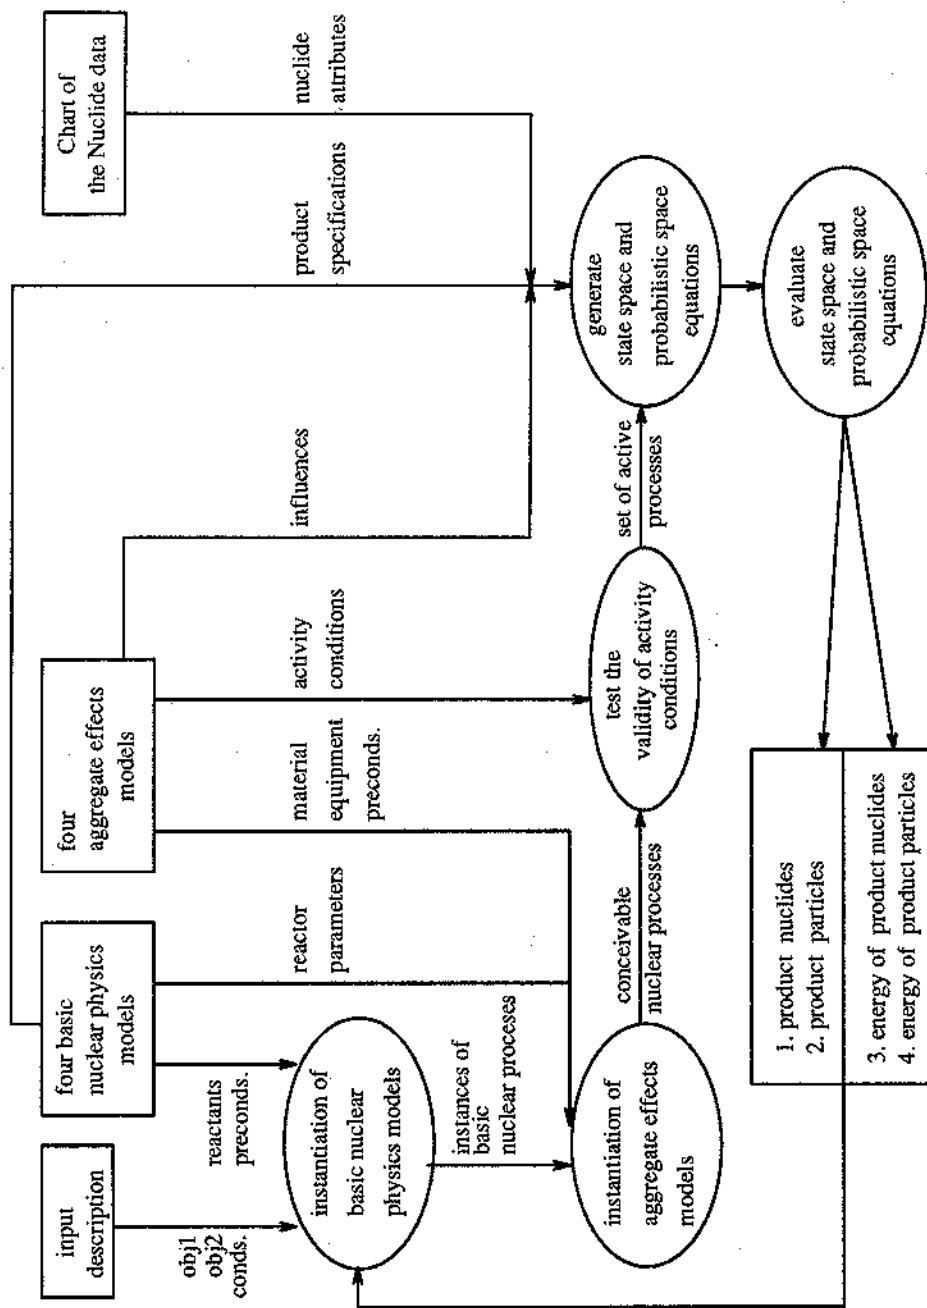 input
description
four basic
nuclear physics
models
four
aggregate effects
models
Chart of
the Nuclide data
obj1
obj2
conds.
reactants
preconds.
reactor
parameters
material
equipment
preconds.
activity
conditions
influences
product
specifications
nuclide
attributes
instantiation of
basic nuclear
physics models
instances of
basic
nuclear proceses
instantiation of
aggregate effects
models
conceivable
nuclear processes
test the
validity of activity
conditions
set of active
processes
generate
state space and
probabilistic space
equations
evaluate
state space and
probabilistic space
equations
1. product nuclides
2. product particles
3. energy of product nuclides
4. energy of product particles